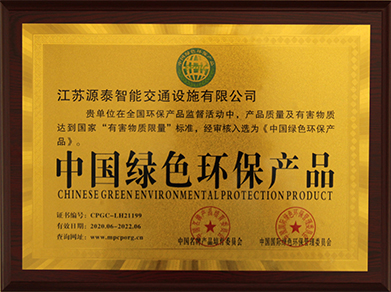 江苏源泰智能交通设施有限公司
贵单位在全国环保产品监督活动中，产品质量及有害物质
达到国家“有害物质限量”标准，经审核入选为《中国绿色环保产
品》。
中国绿色环保产品
CHINESE GREEN ENVIRONMENTAL PROTECTION PRODUCT
证书编号：CPGC-LH21199
有效日期：2020.06-2022.06
查询网址：www.mpcporg.cn